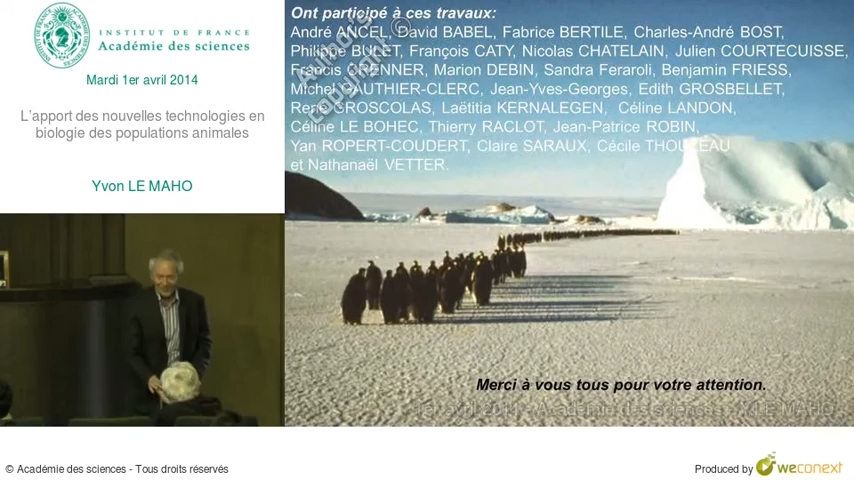 INSTITUT DE FRANCE
Académie des sciences
Mardi 1er avril 2014
L'apport des nouvelles technologies en
biologie des populations animales
Yvon LE MAHO
Ont participé à ces travaux:
André ANCEL, David BABEL, Fabrice BERTILE, Charles-André BOST,
Philippe BULET, François CATY, Nicolas CHATELAIN, Julien COURTECUISSE,
Francis CRENNER, Marion DEBIN, Sandra Feraroli, Benjamin FRIESS,
Michel GAUTHIER-CLERC, Jean-Yves-Georges, Edith GROSBELLET,
René GROSCOLAS, Laëtitia KERNALEGEN, Céline LANDON,
Céline LE BOHEC, Thierry RACLOT, Jean-Patrice ROBIN,
Yan ROPERT-COUDERT, Claire SARAUX, Cécile THOUZEAU
et Nathanaël VETTER.
Merci à vous tous pour votre attention.
1er avril 2014 - Académie des sciences - Y. LE MAHO
© Académie des sciences - Tous droits réservés
Produced by weconext